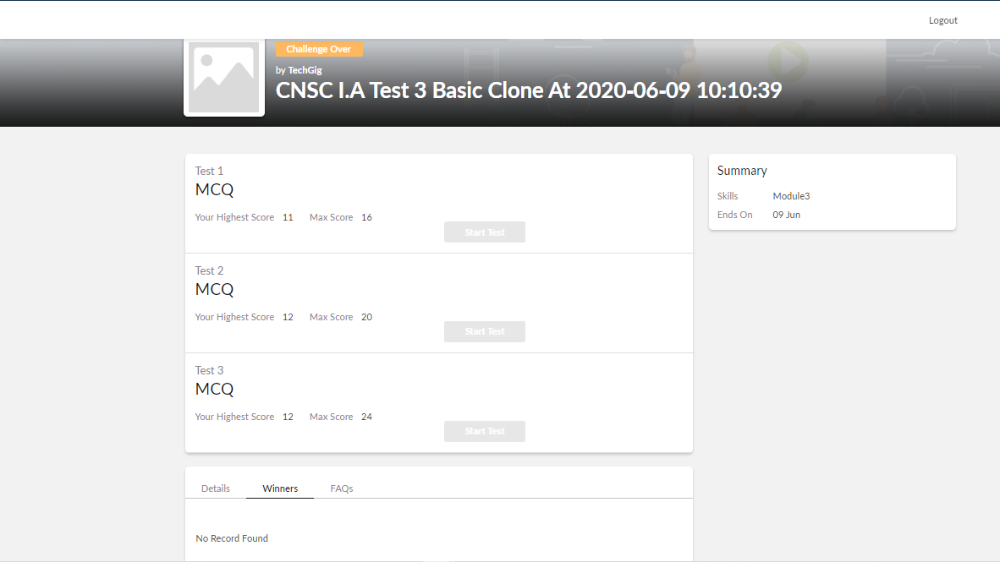 Logout
Challenge Over
by TechGig
CNSC I.A Test 3 Basic Clone At 2020-06-09 10:10:39
Test 1
MCQ
Your Highest Score 11 Max Score 16
Start Test
Test 2
MCQ
Your Highest Score 12 Max Score 20
Start Test
Test 3
MCQ
Your Highest Score 12 Max Score 24
Start Test
Summary
Skills Module3
Ends On 09 Jun
Details Winners FAQs
No Record Found